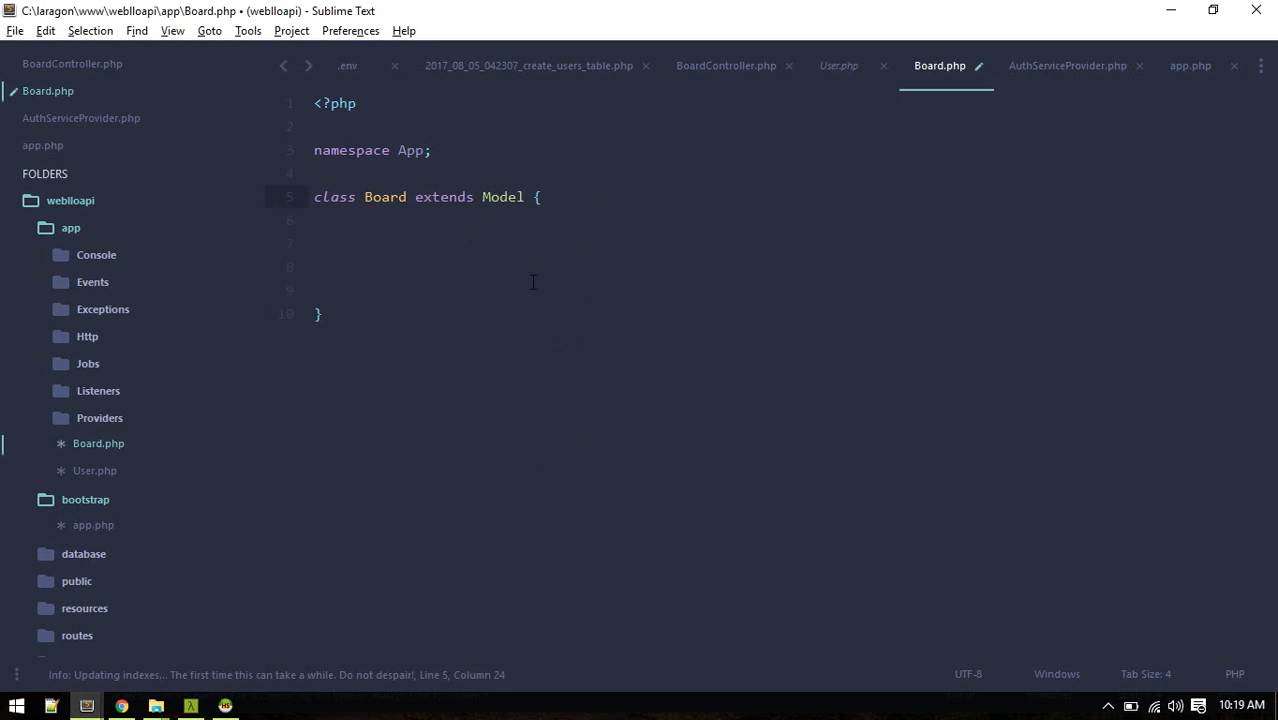 C:\laragon\www\weblloapi\app\Board.php • (weblloapi) - Sublime Text
File Edit Selection Find View Goto Tools Project Preferences Help
BoardController.php
Board.php
AuthServiceProvider.php
app.php
FOLDERS
weblloapi
app
Console
Events
Exceptions
Http
Jobs
Listeners
Providers
Board.php
User.php
bootstrap
app.php
database
public
resources
routes
.env 2017_08_05_042307_create_users_table.php BoardController.php User.php Board.php AuthServiceProvider.php app.php
1 <?php
2
3 namespace App;
4
5 class Board extends Model {
6
7
8
9
10 }
Info: Updating indexes... The first time this can take a while. Do not despair!, Line 5, Column 24 UTF-8 Windows Tab Size: 4 PHP
10:19 AM